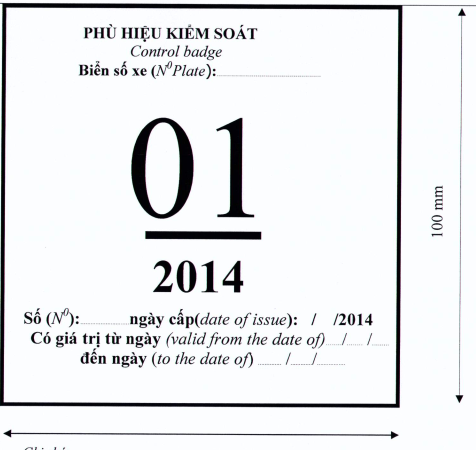 PHÙ HIỆU KIỂM SOÁT
Control badge
Biển số xe (N⁰Plate):....................
01
2014
Số (N⁰):............ngày cấp(date of issue): / /2014
Có giá trị từ ngày (valid from the date of).../... /...
đến ngày (to the date of) ....../..../......
100 mm